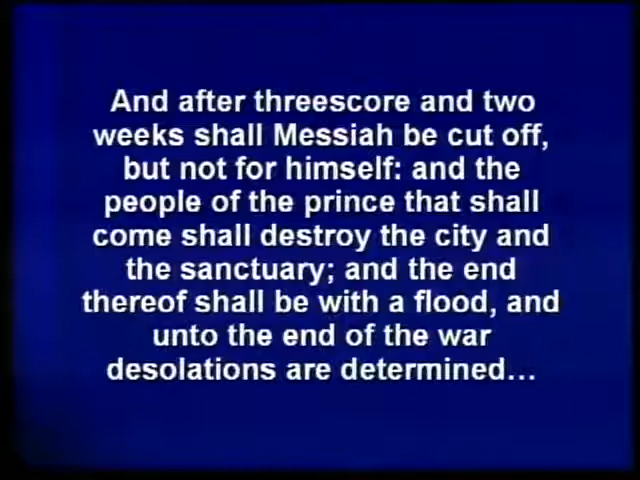 And after threescore and two
weeks shall Messiah be cut off,
but not for himself: and the
people of the prince that shall
come shall destroy the city and
the sanctuary; and the end
thereof shall be with a flood, and
unto the end of the war
desolations are determined...